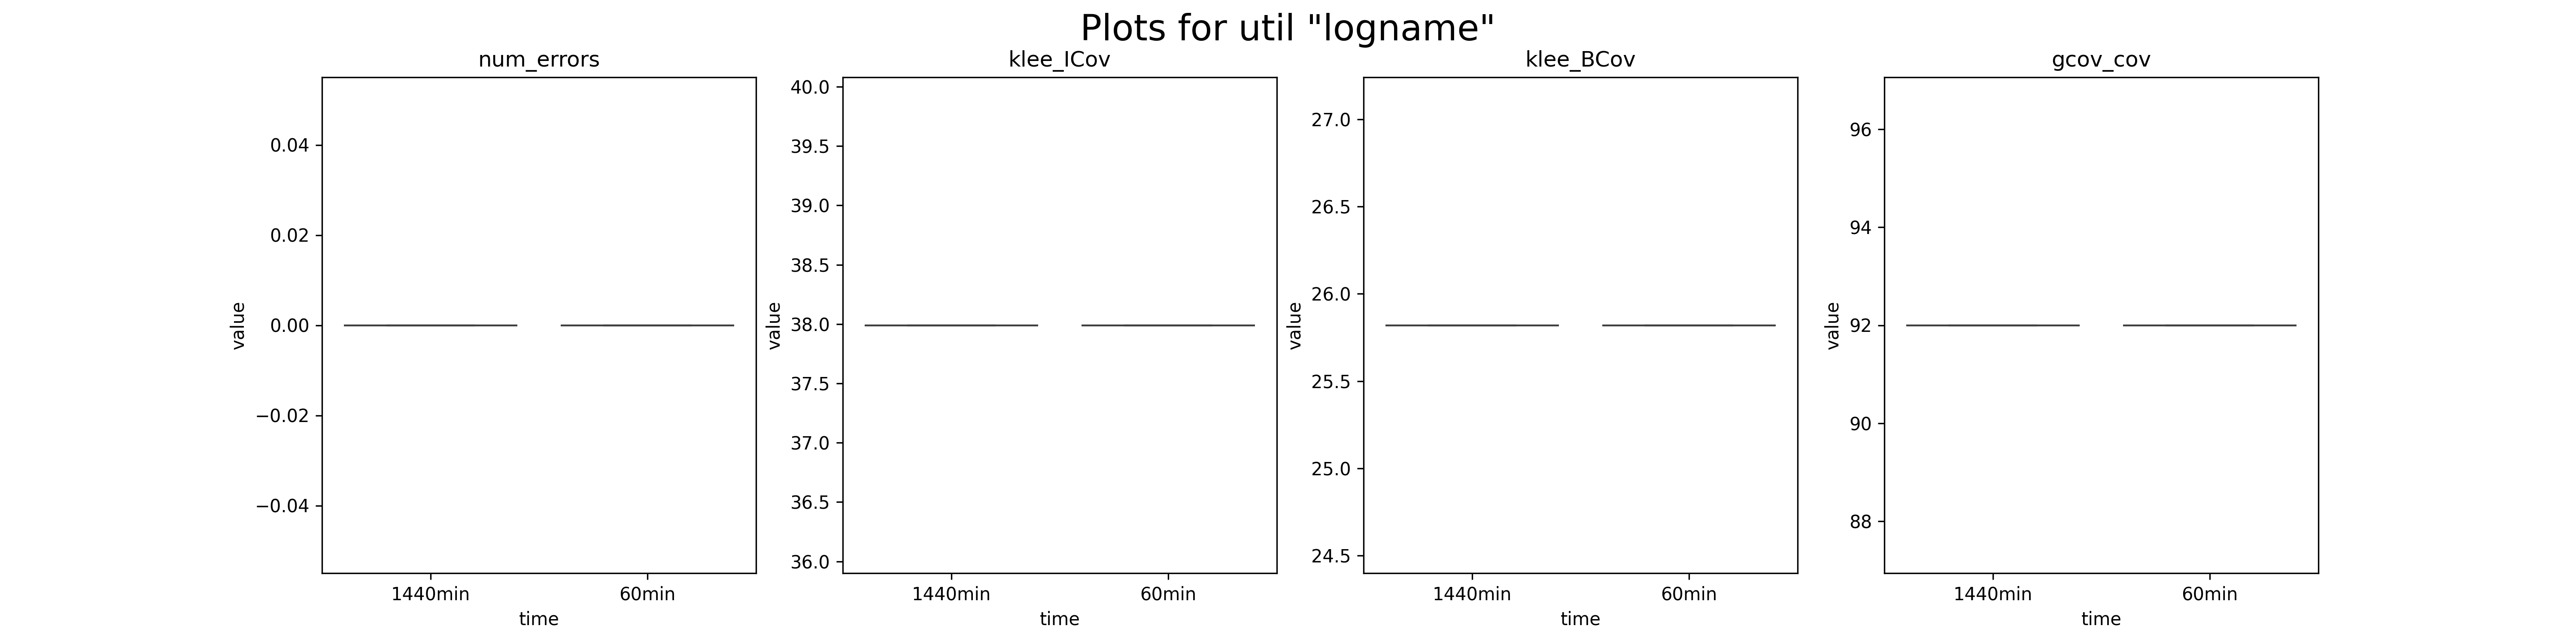 Plots for util "logname"
num_errors
0.04
0.02
0.00
−0.02
−0.04
value
1440min
60min
time
klee_ICov
40.0
39.5
39.0
38.5
38.0
37.5
37.0
36.5
36.0
value
1440min
60min
time
klee_BCov
27.0
26.5
26.0
25.5
25.0
24.5
value
1440min
60min
time
gcov_cov
96
94
92
90
88
value
1440min
60min
time